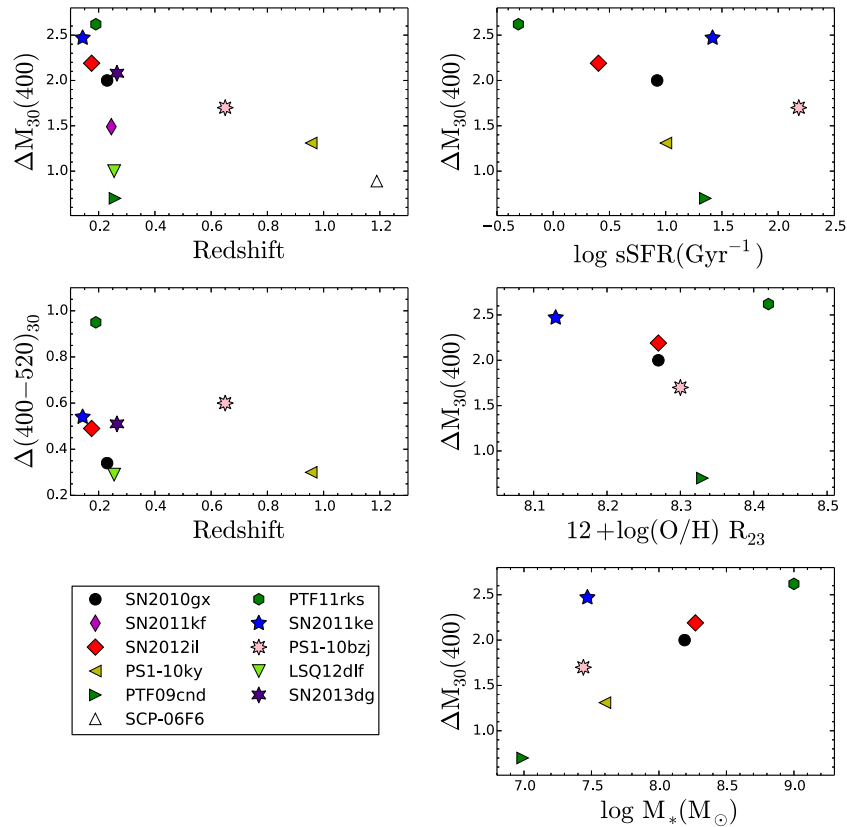 2.5
2.0
1.5
1.0
ΔM₃₀(400)
0.2 0.4 0.6 0.8 1.0 1.2
Redshift
2.5
2.0
1.5
1.0
ΔM₃₀(400)
−0.5 0.0 0.5 1.0 1.5 2.0 2.5
log sSFR(Gyr⁻¹)
1.0
0.8
0.6
0.4
0.2
Δ(400−520)₃₀
0.2 0.4 0.6 0.8 1.0 1.2
Redshift
2.5
2.0
1.5
1.0
ΔM₃₀(400)
8.1 8.2 8.3 8.4 8.5
12+log(O/H) R₂₃
SN2010gx
SN2011kf
SN2012il
PS1-10ky
PTF09cnd
SCP-06F6
PTF11rks
SN2011ke
PS1-10bzj
LSQ12dlf
SN2013dg
2.5
2.0
1.5
1.0
ΔM₃₀(400)
7.0 7.5 8.0 8.5 9.0
log M∗(M⊙)